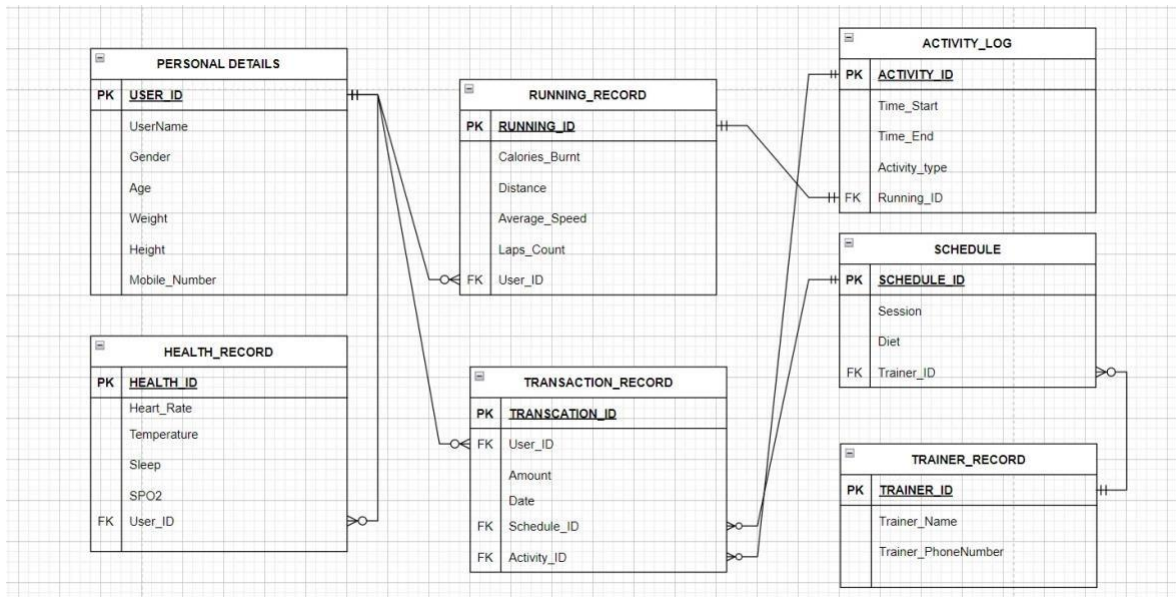 PERSONAL DETAILS
PK USER_ID
UserName
Gender
Age
Weight
Height
Mobile_Number
HEALTH_RECORD
PK HEALTH_ID
Heart_Rate
Temperature
Sleep
SPO2
FK User_ID
RUNNING_RECORD
PK RUNNING_ID
Calories_Burnt
Distance
Average_Speed
Laps_Count
FK User_ID
TRANSACTION_RECORD
PK TRANSCATION_ID
FK User_ID
Amount
Date
FK Schedule_ID
FK Activity_ID
ACTIVITY_LOG
PK ACTIVITY_ID
Time_Start
Time_End
Activity_type
FK Running_ID
SCHEDULE
PK SCHEDULE_ID
Session
Diet
FK Trainer_ID
TRAINER_RECORD
PK TRAINER_ID
Trainer_Name
Trainer_PhoneNumber